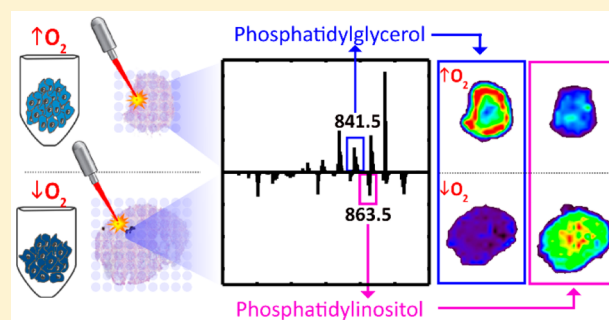 Phosphatidylglycerol
↑O₂
↑O₂
841.5
863.5
↓O₂
↓O₂
Phosphatidylinositol